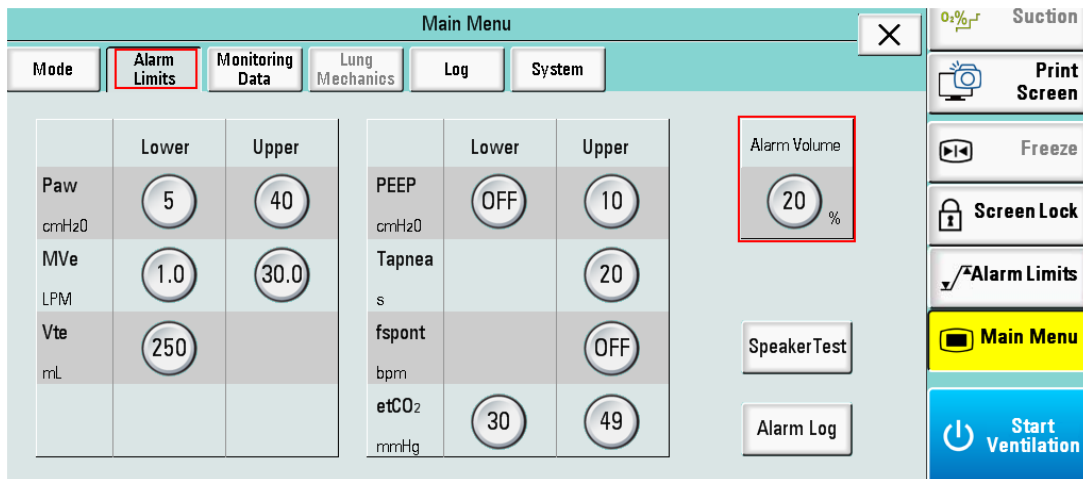 Main Menu
Mode
Alarm
Limits
Monitoring
Data
Lung
Mechanics
Log
System
Lower Upper
Paw
cmH20
5 40
MVe
LPM
1.0 30.0
Vte
mL
250
Lower Upper
PEEP
cmH20
OFF 10
Tapnea
s
20
fspont
bpm
OFF
etCO2
mmHg
30 49
Alarm Volume
20 %
SpeakerTest
Alarm Log
O2% Suction
Print
Screen
Freeze
Screen Lock
Alarm Limits
Main Menu
Start
Ventilation